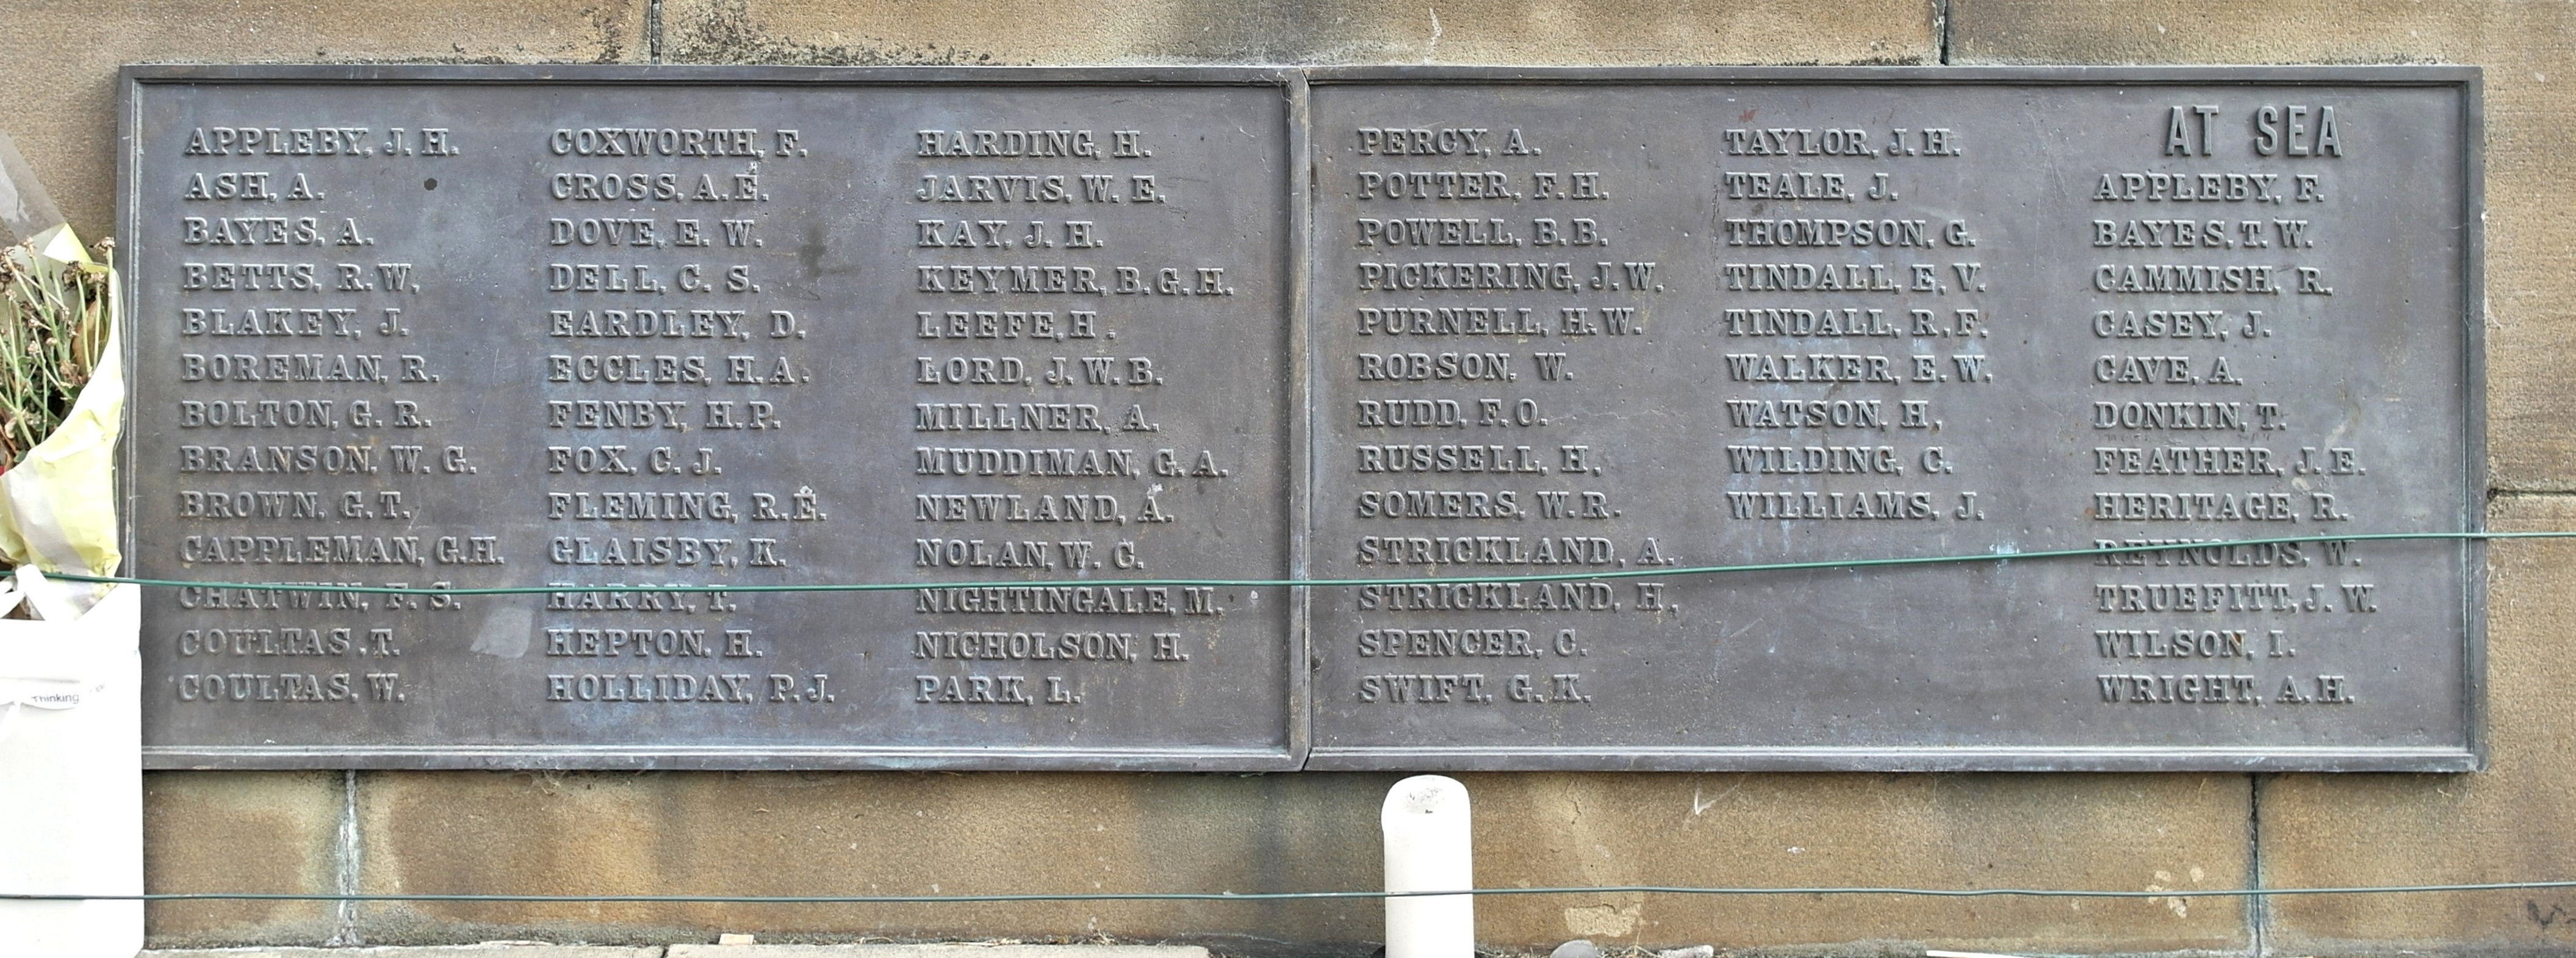 APPLEBY, J. H.
ASH, A.
BAYES, A.
BETTS, R. W.
BLAKEY, J.
BOREMAN, R.
BOLTON, G. R.
BRANSON, W. G.
BROWN, G. T.
CAPPLEMAN, G. H.
CHATWIN, F. S.
COULTAS, T.
COULTAS, W.
COXWORTH, F.
CROSS, A. E.
DOVE, E. W.
DELL, C. S.
EARDLEY, D.
ECCLES, H. A.
FENBY, H. P.
FOX, C. J.
FLEMING, R. E.
GLAISBY, K.
HARRY, T.
HEPTON, H.
HOLLIDAY, P. J.
HARDING, H.
JARVIS, W. E.
KAY, J. H.
KEYMER, B. G. H.
LEEFE, H.
LORD, J. W. B.
MILLNER, A.
MUDDIMAN, G. A.
NEWLAND, A.
NOLAN, W. C.
NIGHTINGALE, M.
NICHOLSON, H.
PARK, L.
PERCY, A.
POTTER, F. H.
POWELL, B. B.
PICKERING, J. W.
PURNELL, H. W.
ROBSON, W.
RUDD, F. O.
RUSSELL, H.
SOMERS, W. R.
STRICKLAND, A.
STRICKLAND, H.
SPENCER, C.
SWIFT, G. K.
TAYLOR, J. H.
TEALE, J.
THOMPSON, G.
TINDALL, E. V.
TINDALL, R. F.
WALKER, E. W.
WATSON, H.
WILDING, C.
WILLIAMS, J.
AT SEA
APPLEBY, F.
BAYES, T. W.
CAMMISH, R.
CASEY, J.
CAVE, A.
DONKIN, T.
FEATHER, J. E.
HERITAGE, R.
REYNOLDS, W.
TRUEFITT, J. W.
WILSON, I.
WRIGHT, A. H.
Thinking